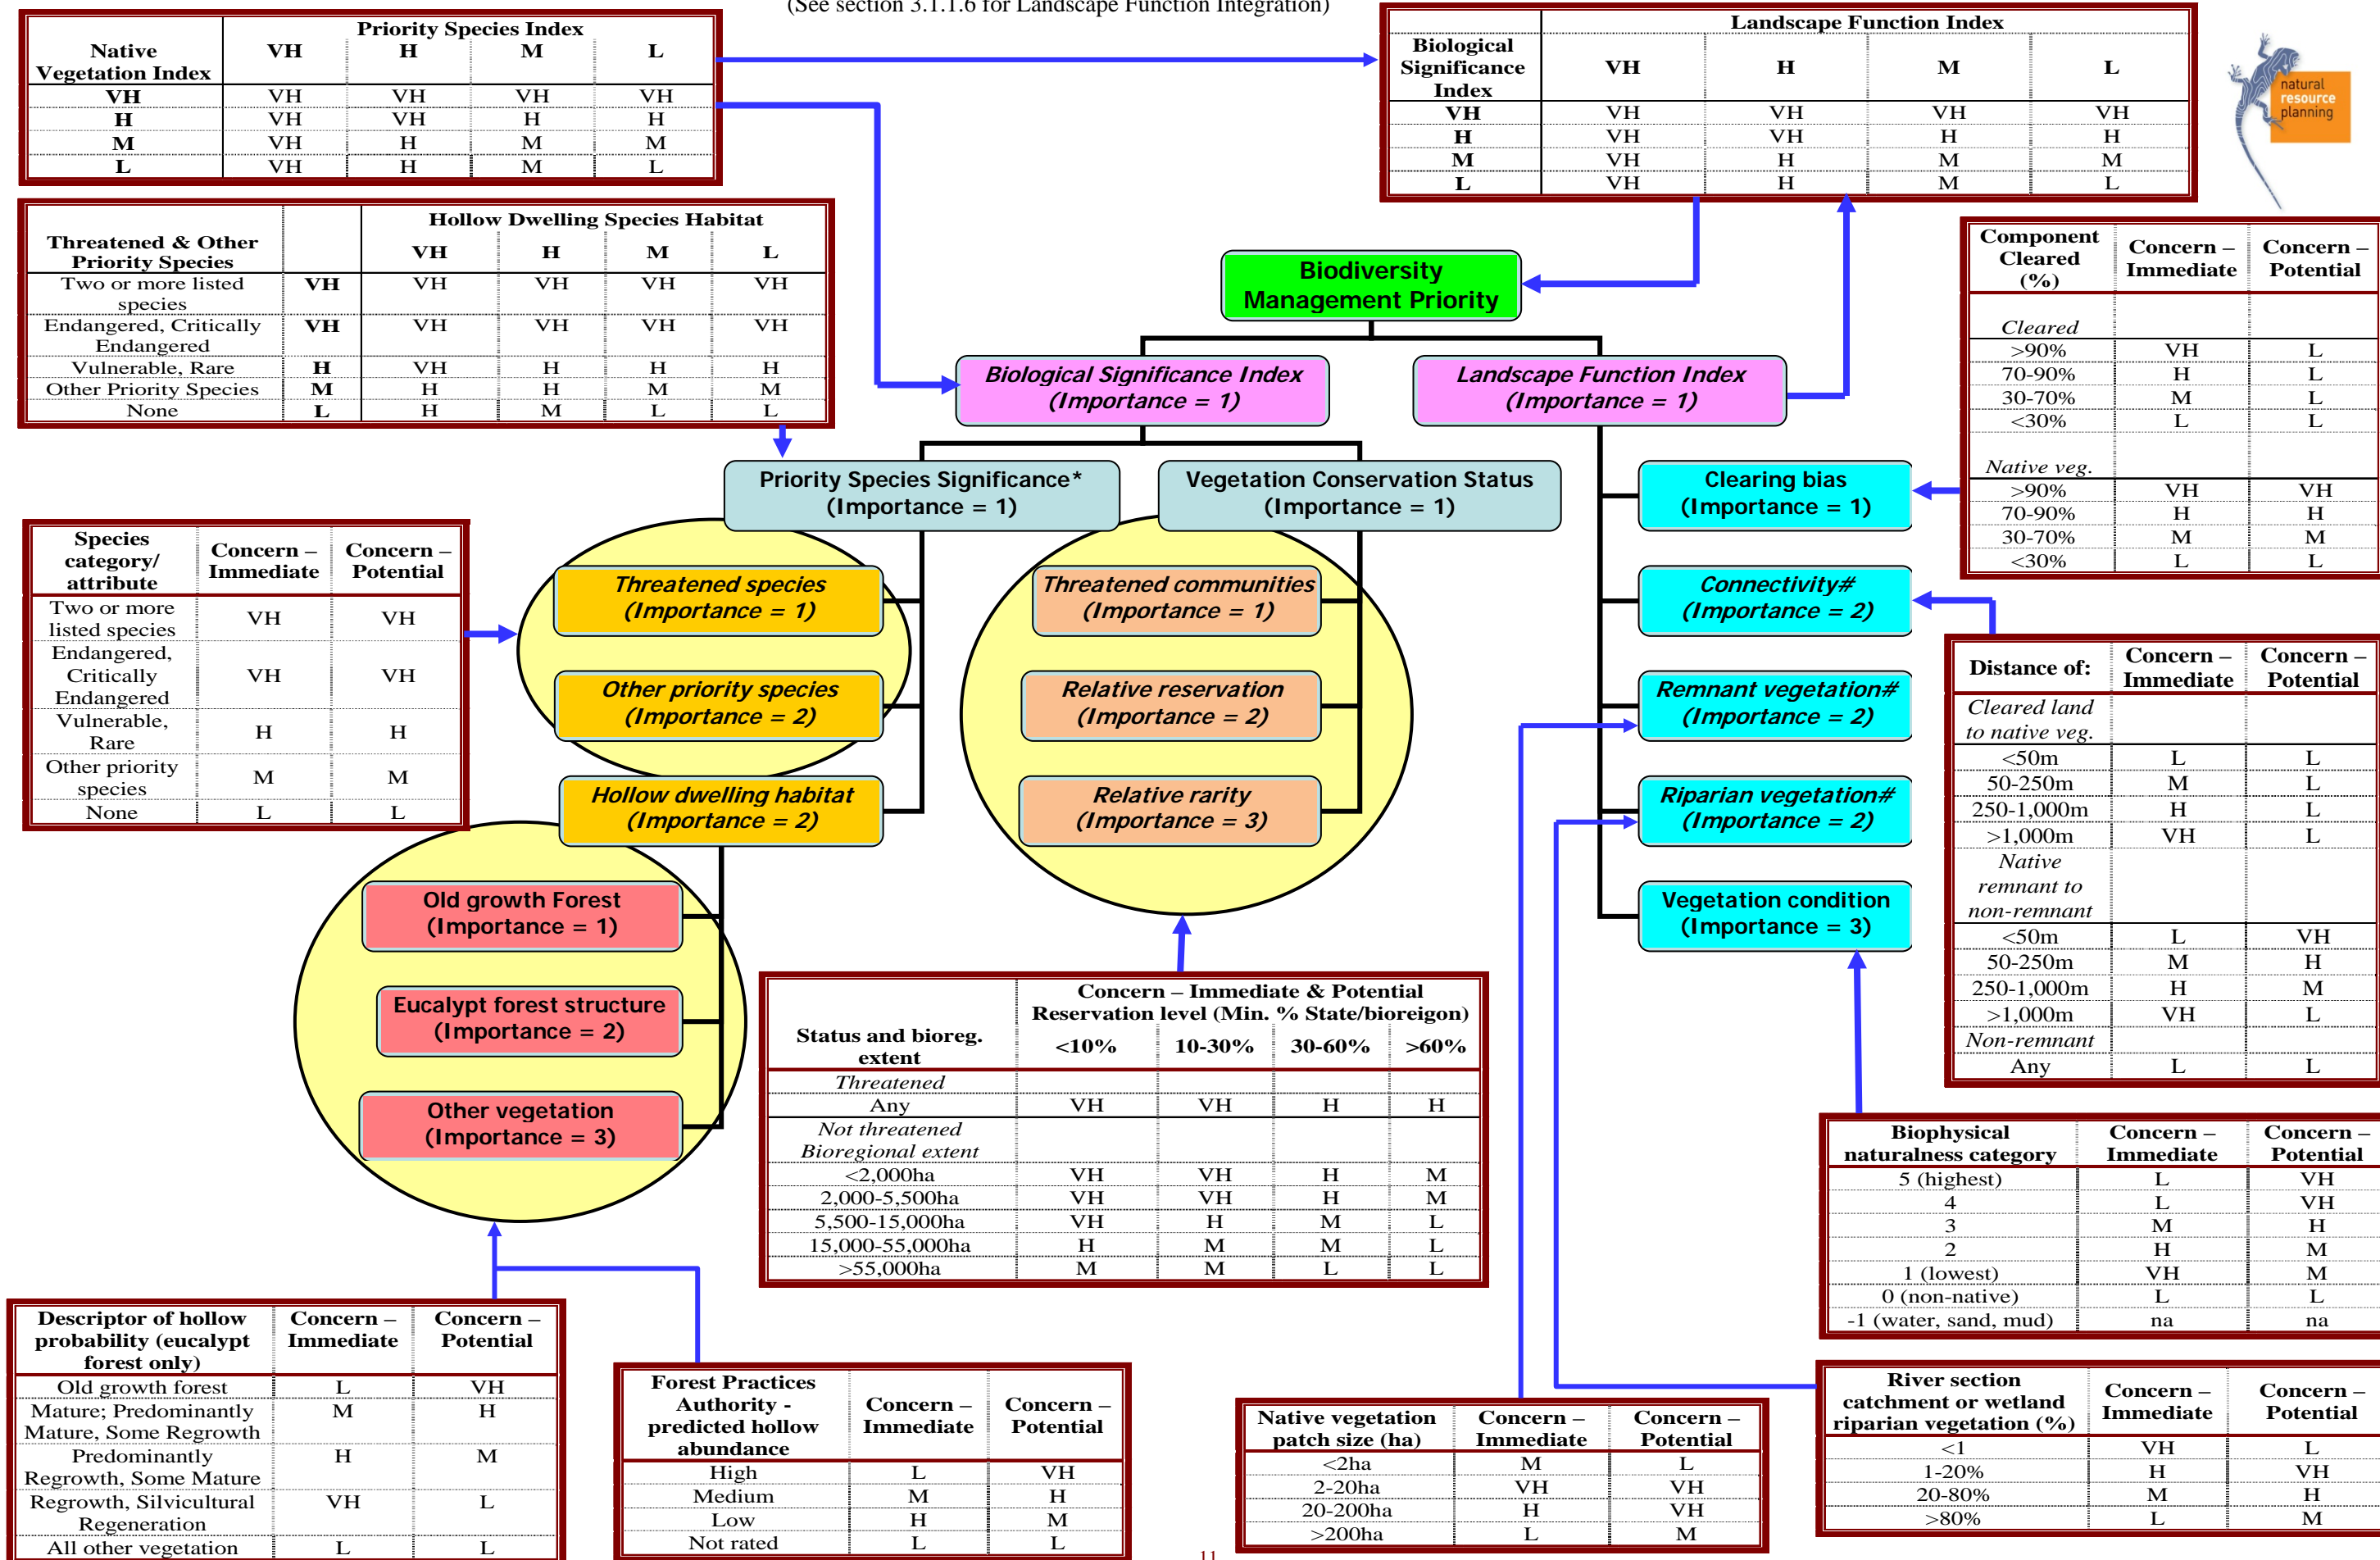 (See section 3.1.1.6 for Landscape Function Integration)
Priority Species Index
Native Vegetation Index VH H M L
VH VH VH VH VH
H VH VH H H
M VH H M M
L VH H M L
Landscape Function Index
Biological Significance Index VH H M L
VH VH VH VH VH
H VH VH H H
M VH H M M
L VH H M L
natural
resource
planning
Hollow Dwelling Species Habitat
Threatened & Other Priority Species VH H M L
Two or more listed species VH VH VH VH VH
Endangered, Critically Endangered VH VH VH VH VH
Vulnerable, Rare H VH H H H
Other Priority Species M H H M M
None L H M L L
Biodiversity
Management Priority
Biological Significance Index
(Importance = 1)
Landscape Function Index
(Importance = 1)
Component Cleared (%) Concern – Immediate Concern – Potential
Cleared
>90% VH L
70-90% H L
30-70% M L
<30% L L
Native veg.
>90% VH VH
70-90% H H
30-70% M M
<30% L L
Priority Species Significance*
(Importance = 1)
Vegetation Conservation Status
(Importance = 1)
Clearing bias
(Importance = 1)
Species category/ attribute Concern – Immediate Concern – Potential
Two or more listed species VH VH
Endangered, Critically Endangered VH VH
Vulnerable, Rare H H
Other priority species M M
None L L
Threatened species
(Importance = 1)
Other priority species
(Importance = 2)
Hollow dwelling habitat
(Importance = 2)
Threatened communities
(Importance = 1)
Relative reservation
(Importance = 2)
Relative rarity
(Importance = 3)
Connectivity#
(Importance = 2)
Remnant vegetation#
(Importance = 2)
Riparian vegetation#
(Importance = 2)
Vegetation condition
(Importance = 3)
Distance of: Concern – Immediate Concern – Potential
Cleared land to native veg.
<50m L L
50-250m M L
250-1,000m H L
>1,000m VH L
Native remnant to non-remnant
<50m L VH
50-250m M H
250-1,000m H M
>1,000m VH L
Non-remnant
Any L L
Old growth Forest
(Importance = 1)
Eucalypt forest structure
(Importance = 2)
Other vegetation
(Importance = 3)
Concern – Immediate & Potential
Reservation level (Min. % State/bioreigon)
Status and bioreg. extent <10% 10-30% 30-60% >60%
Threatened
Any VH VH H H
Not threatened
Bioregional extent
<2,000ha VH VH H M
2,000-5,500ha VH VH H M
5,500-15,000ha VH H M L
15,000-55,000ha H M M L
>55,000ha M M L L
Biophysical naturalness category Concern – Immediate Concern – Potential
5 (highest) L VH
4 L VH
3 M H
2 H M
1 (lowest) VH M
0 (non-native) L L
-1 (water, sand, mud) na na
Descriptor of hollow probability (eucalypt forest only) Concern – Immediate Concern – Potential
Old growth forest L VH
Mature; Predominantly Mature, Some Regrowth M H
Predominantly Regrowth, Some Mature H M
Regrowth, Silvicultural Regeneration VH L
All other vegetation L L
Forest Practices Authority - predicted hollow abundance Concern – Immediate Concern – Potential
High L VH
Medium M H
Low H M
Not rated L L
Native vegetation patch size (ha) Concern – Immediate Concern – Potential
<2ha M L
2-20ha VH VH
20-200ha H VH
>200ha L M
River section catchment or wetland riparian vegetation (%) Concern – Immediate Concern – Potential
<1 VH L
1-20% H VH
20-80% M H
>80% L M
11